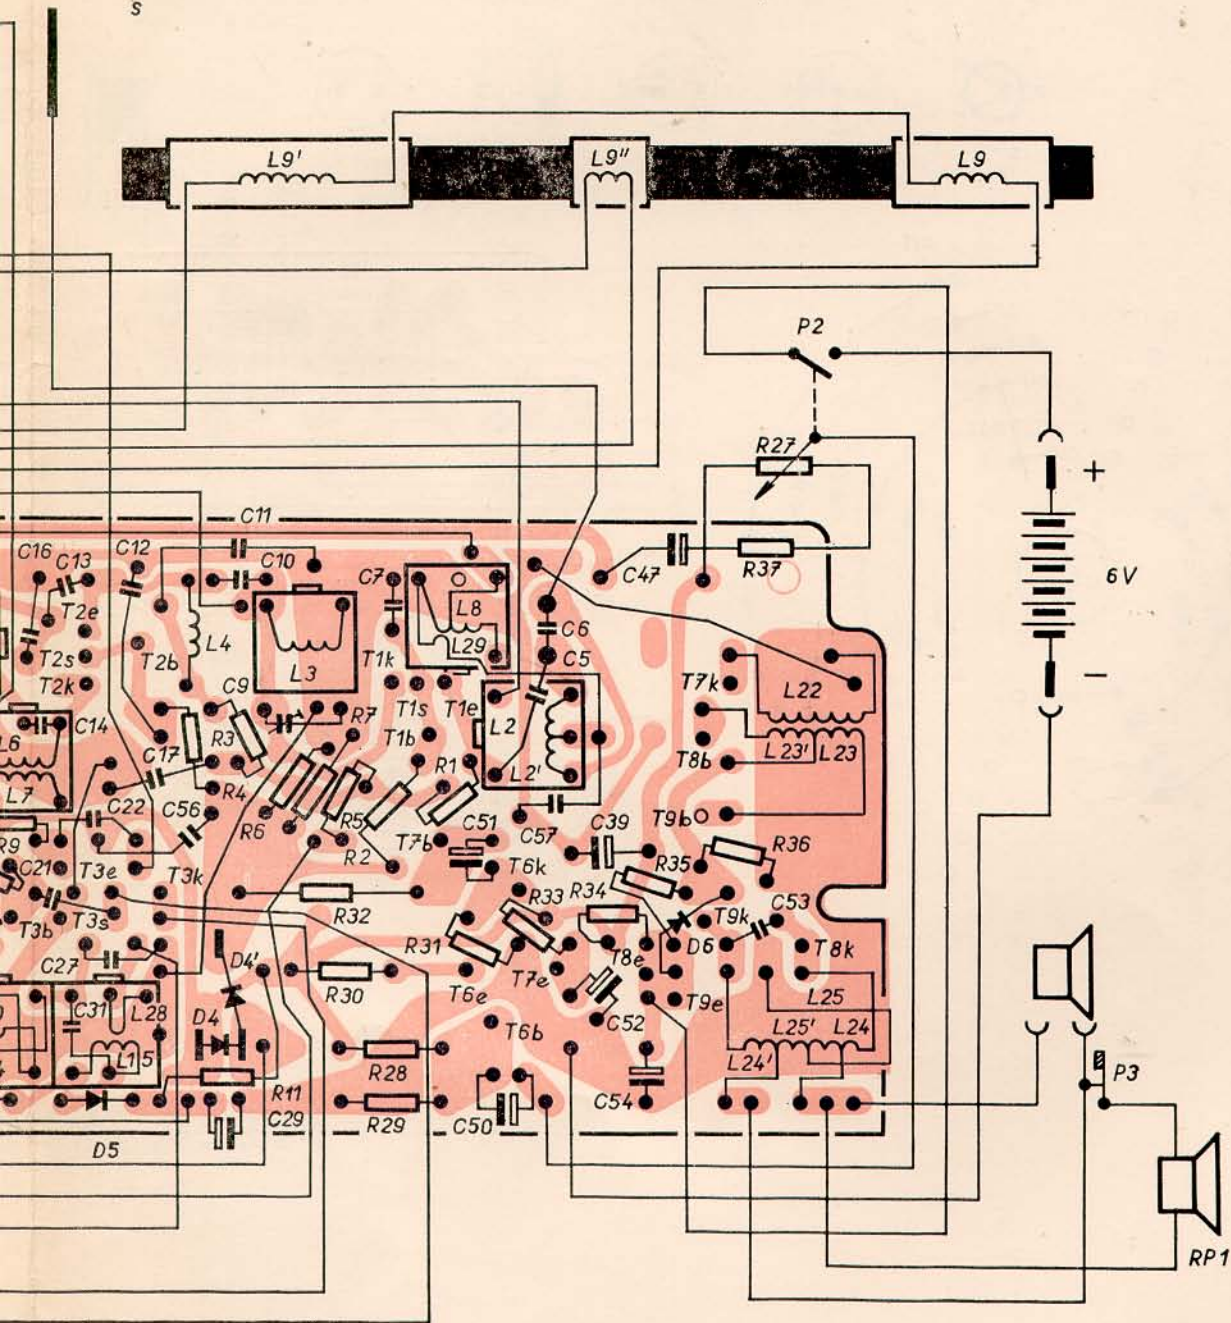 S
L9' L9'' L9
P2
R27
+
6V
−
C11
C16 C13 C12 C10 C7 C47 R37
T2e L4 L8 C6
T2s T2b L3 T1k L29 C5
T2k T7k L22
C9 T1s T1e L2
L6 C14 R3 R7 T1b L23' L23
C17 T8b
L7 R4 R1 L2'
C22 C56 R6 R5 T7b C51 C57 C39 T9b
R9 R2 R36
C21 T3e T3k T6k R35
R33 R34
T3b T3s R32 T9k C53
R31 T8e D6 T8k
C27 D4' T7e
R30 T6e T9e L25
C31 L28 D4 T6b C52
L15 L25' L24
R28 L24' P3
R11
C29 R29 C50 C54
D5
RP1